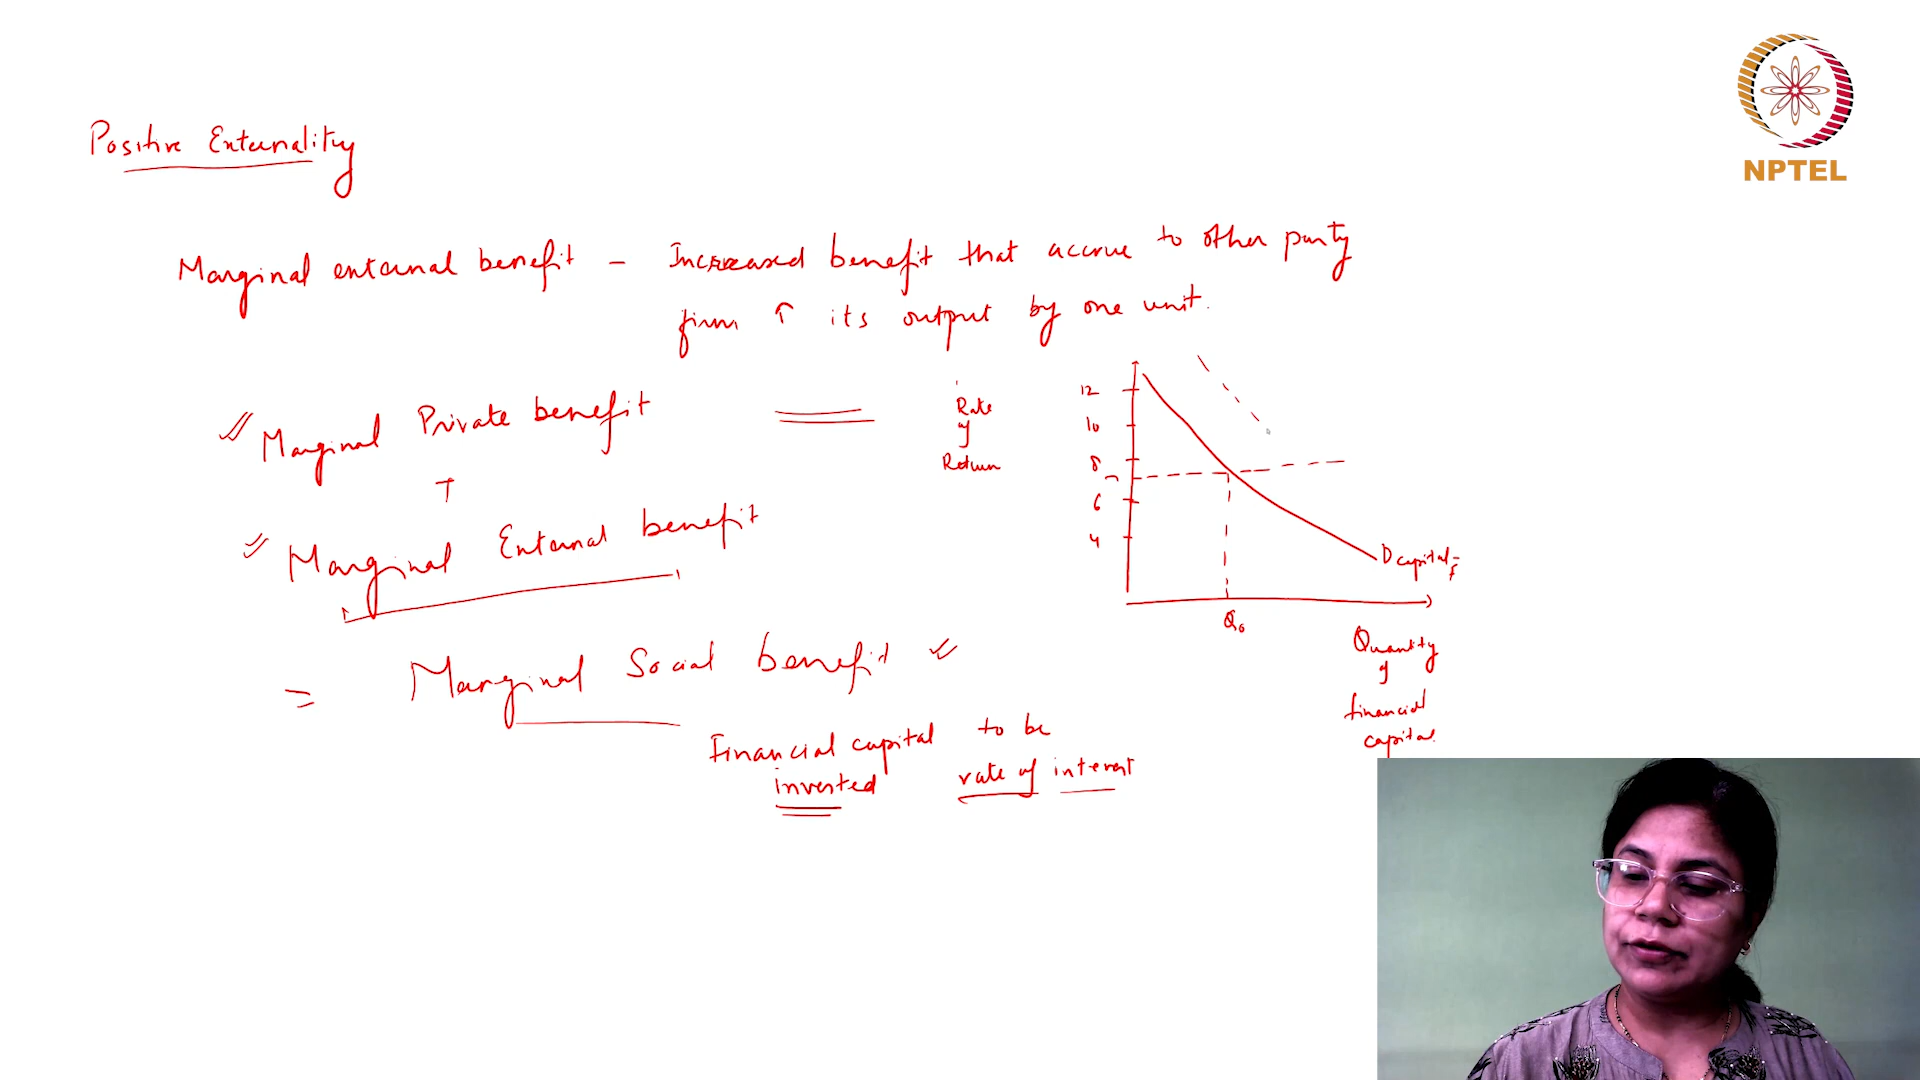 NPTEL
Positive Externality
Marginal external benefit - Increased benefit that accrue to other party
firm ↑ its output by one unit.
Marginal Private benefit
+
Marginal External benefit
= Marginal Social benefit
Financial capital to be
invested rate of interest
Rate
of
Return
12
10
8
6
4
D capital-f
Q₀
Quantity
of
financial
capital